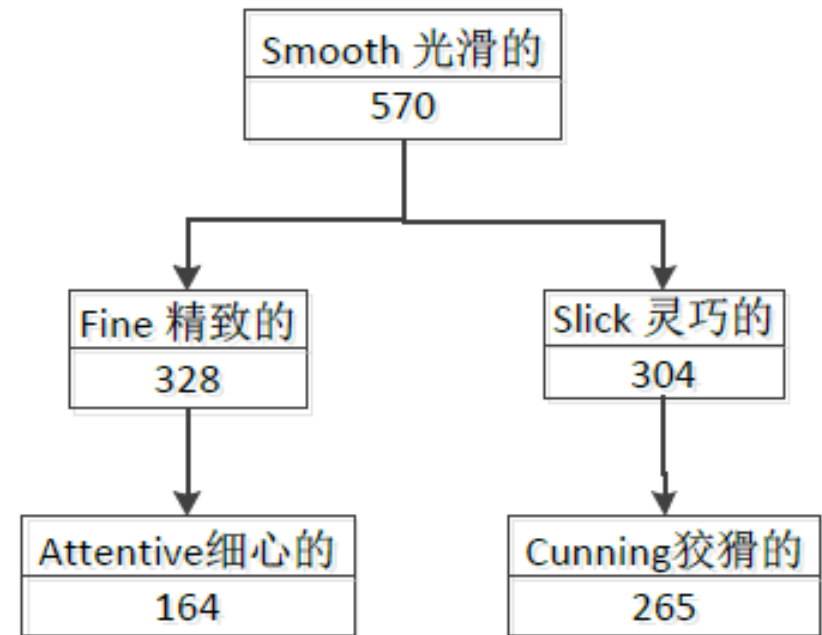 Smooth 光滑的
570
Fine 精致的
328
Slick 灵巧的
304
Attentive细心的
164
Cunning狡猾的
265